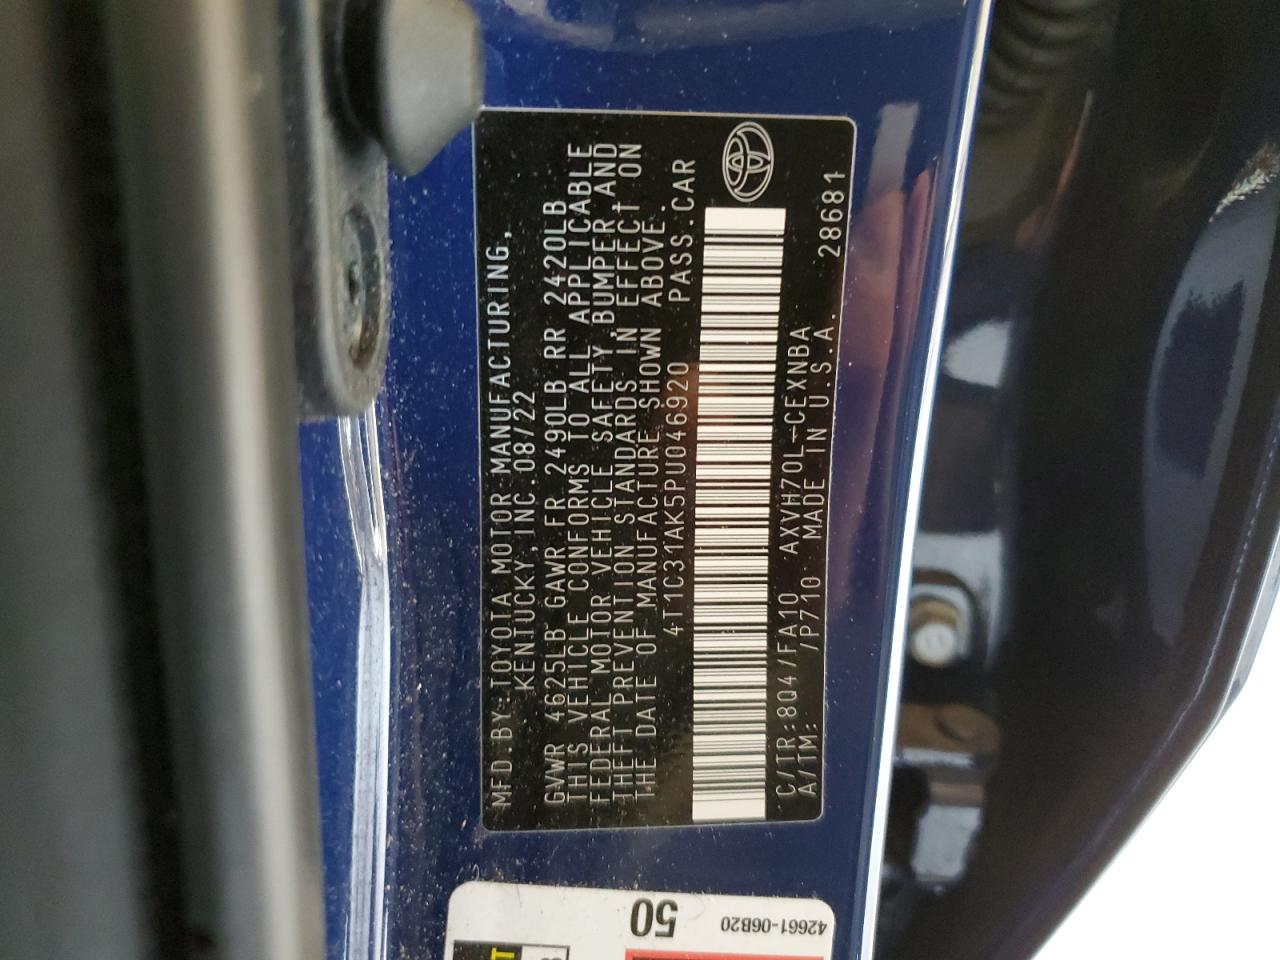 MFD.BY:TOYOTA MOTOR MANUFACTURING,
KENTUCKY,INC.08/22
GVWR 4625LB GAWR FR 2490LB RR 2420LB
THIS VEHICLE CONFORMS TO ALL APPLICABLE
FEDERAL MOTOR VEHICLE SAFETY,BUMPER AND
THEFT PREVENTION STANDARDS IN EFFECT ON
THE DATE OF MANUFACTURE SHOWN ABOVE.
4T1C31AK5PU046920 PASS.CAR
C/TR:8Q4/FA10 AXVH70L-CEXNBA
A/TM: /P710 MADE IN U.S.A. 28681
50
42661-06B20